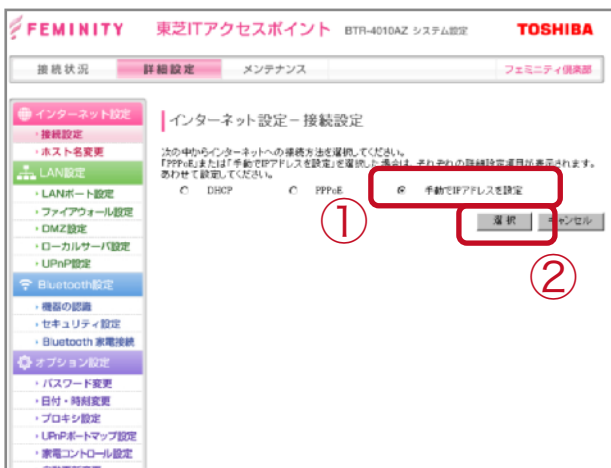 FEMINITY 東芝ITアクセスポイント BTR-4010AZ システム設定 TOSHIBA
接続状況 詳細設定 メンテナンス フェミニティ倶楽部
インターネット設定
接続設定
ホスト名変更
LAN設定
LANポート設定
ファイアウォール設定
DMZ設定
ローカルサーバ設定
UPnP設定
Bluetooth設定
機器の認識
セキュリティ設定
Bluetooth 家電接続
オプション設定
パスワード変更
日付・時刻変更
プロキシ設定
UPnPポートマップ設定
家電コントロール設定
インターネット設定－接続設定
次の中からインターネットへの接続方法を選択してください。
「PPPoE」または「手動でIPアドレスを設定」を選択した場合は、それぞれの詳細設定項目が表示されます。
あわせて設定してください。
DHCP PPPoE 手動でIPアドレスを設定
①
選択 キャンセル
②